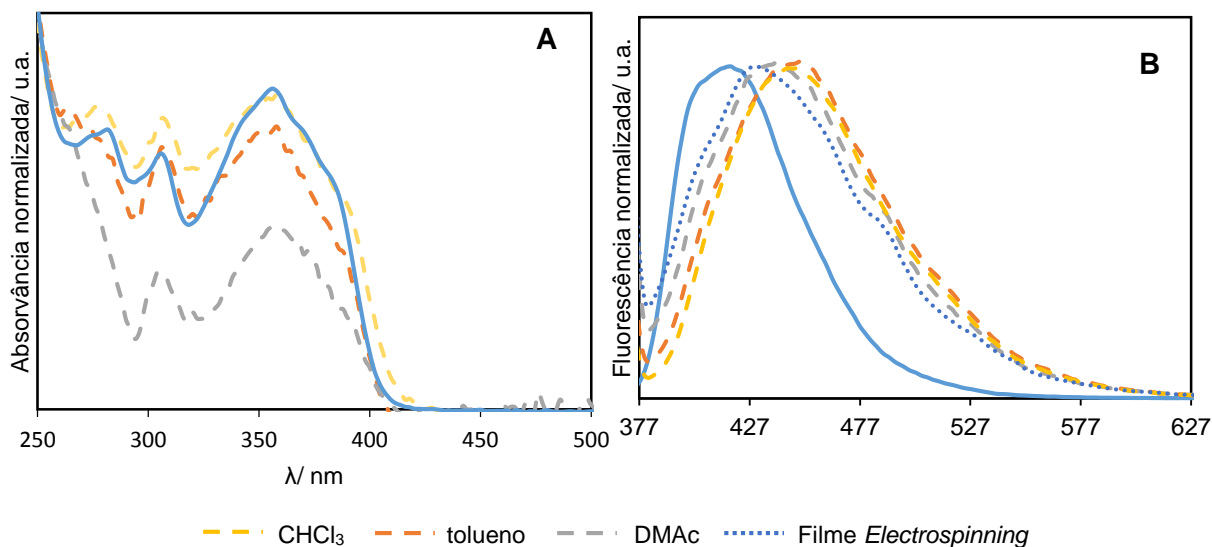 A
Absorvância normalizada/ u.a.
250 300 350 400 450 500
λ/ nm
B
Fluorescência normalizada/ u.a.
377 427 477 527 577 627
CHCl₃ tolueno DMAc Filme Electrospinning